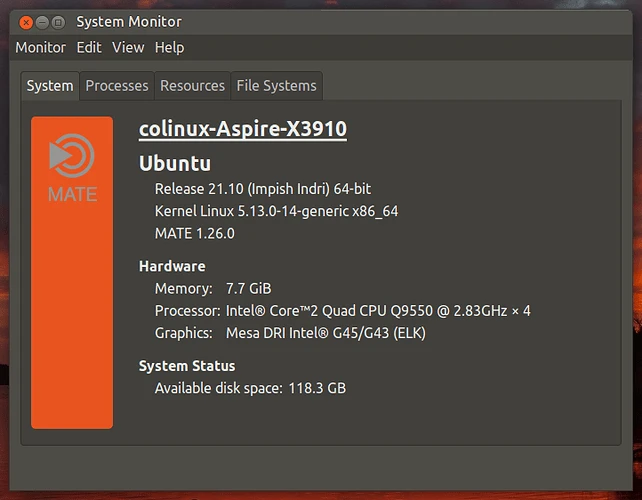 System Monitor
Monitor Edit View Help
System Processes Resources File Systems
MATE
colinux-Aspire-X3910
Ubuntu
Release 21.10 (Impish Indri) 64-bit
Kernel Linux 5.13.0-14-generic x86_64
MATE 1.26.0
Hardware
Memory: 7.7 GiB
Processor: Intel® Core™2 Quad CPU Q9550 @ 2.83GHz × 4
Graphics: Mesa DRI Intel® G45/G43 (ELK)
System Status
Available disk space: 118.3 GB